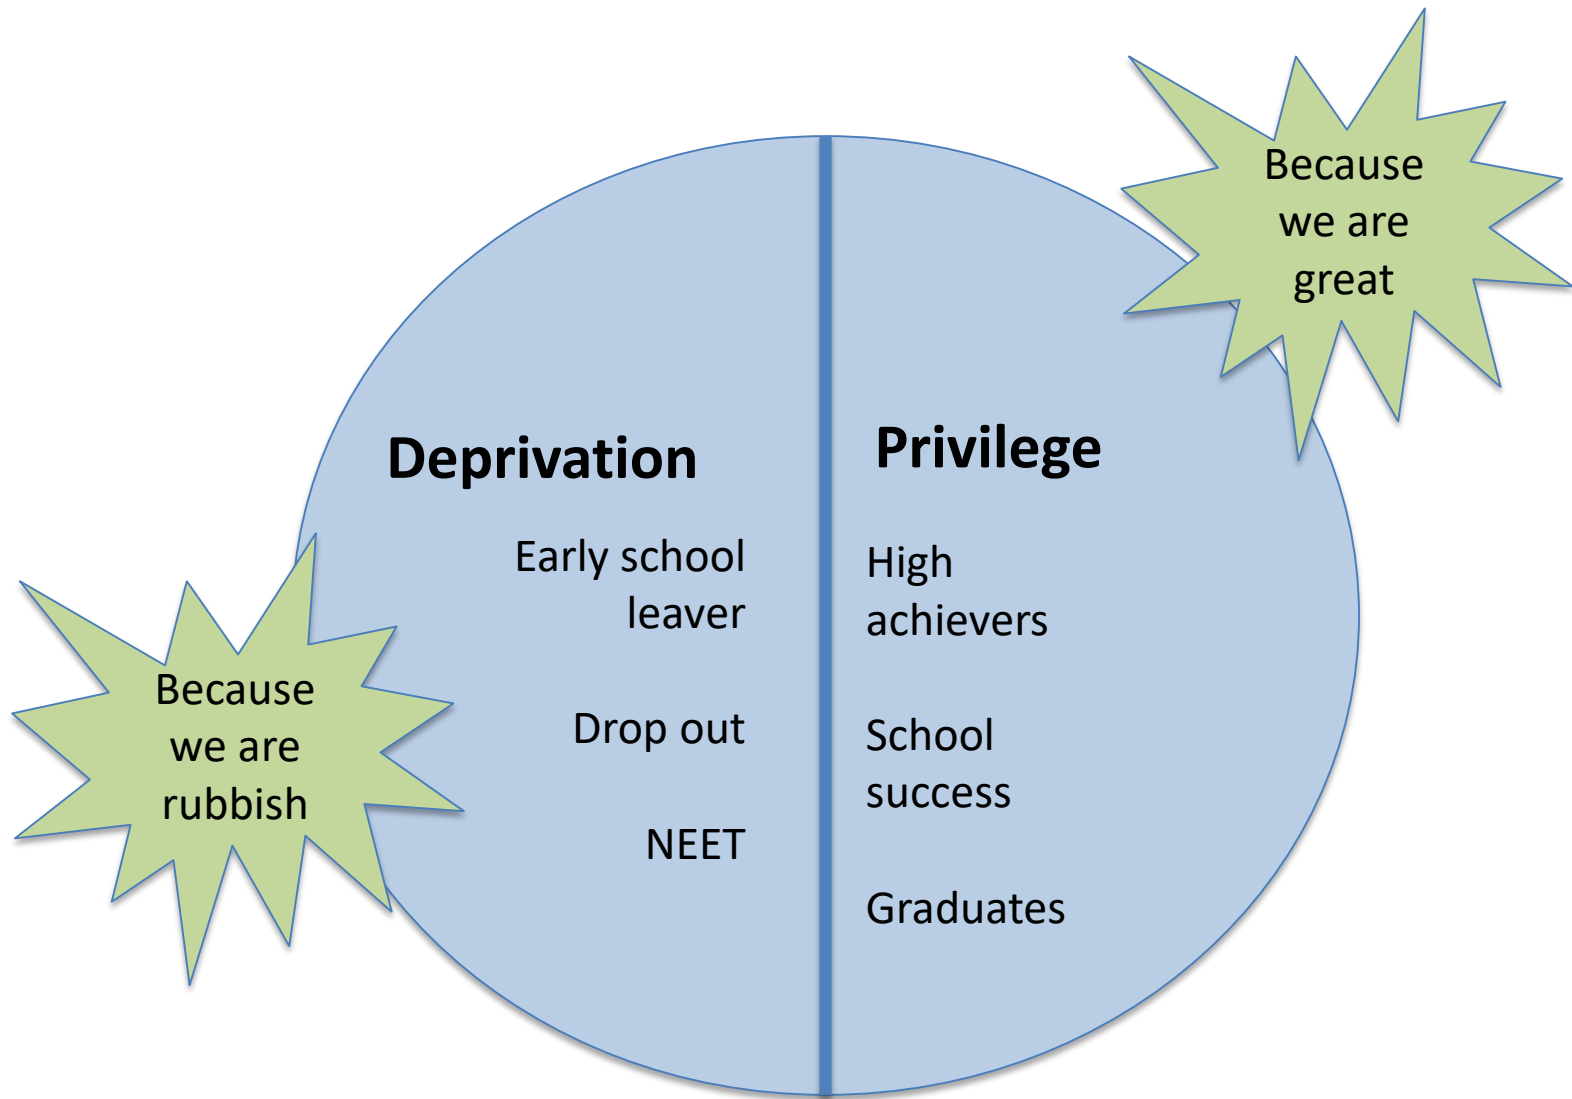 Because
we are
great
Deprivation
Early school
leaver
Drop out
NEET
Because
we are
rubbish
Privilege
High
achievers
School
success
Graduates